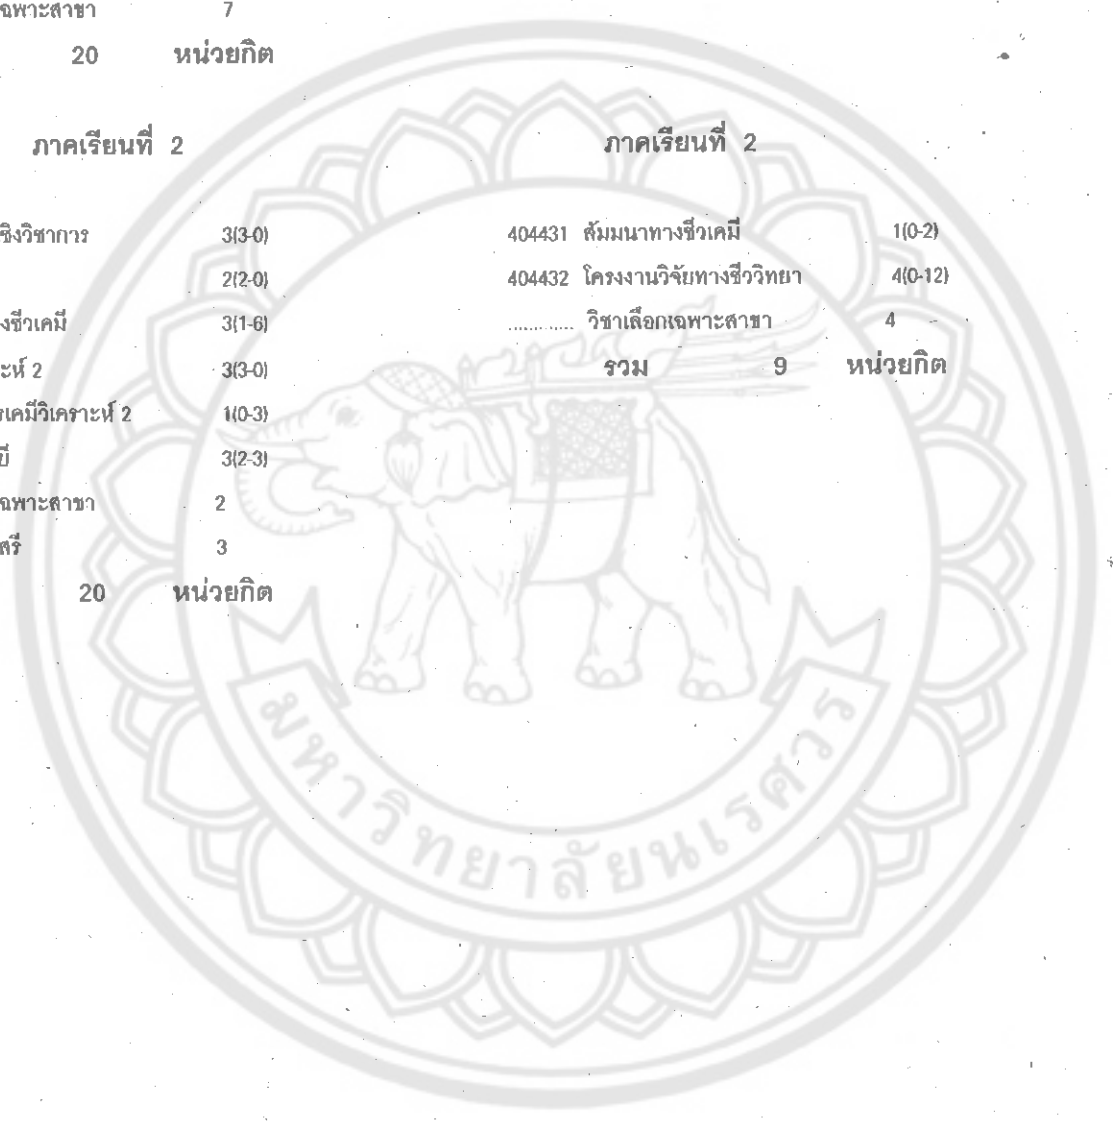 ฉพาะสาขา 7
20 หน่วยกิต
ภาคเรียนที่ 2
ชิงวิชาการ 3(3-0)
2(2-0)
งชีวเคมี 3(1-6)
ะห์ 2 3(3-0)
รเคมีวิเคราะห์ 2 1(0-3)
ยี 3(2-3)
ฉพาะสาขา 2
สรี 3
20 หน่วยกิต
ภาคเรียนที่ 2
404431 สัมมนาทางชีวเคมี 1(0-2)
404432 โครงงานวิจัยทางชีววิทยา 4(0-12)
............ วิชาเลือกเฉพาะสาขา 4
รวม 9 หน่วยกิต
มหาวิทยาลัยนเรศวร